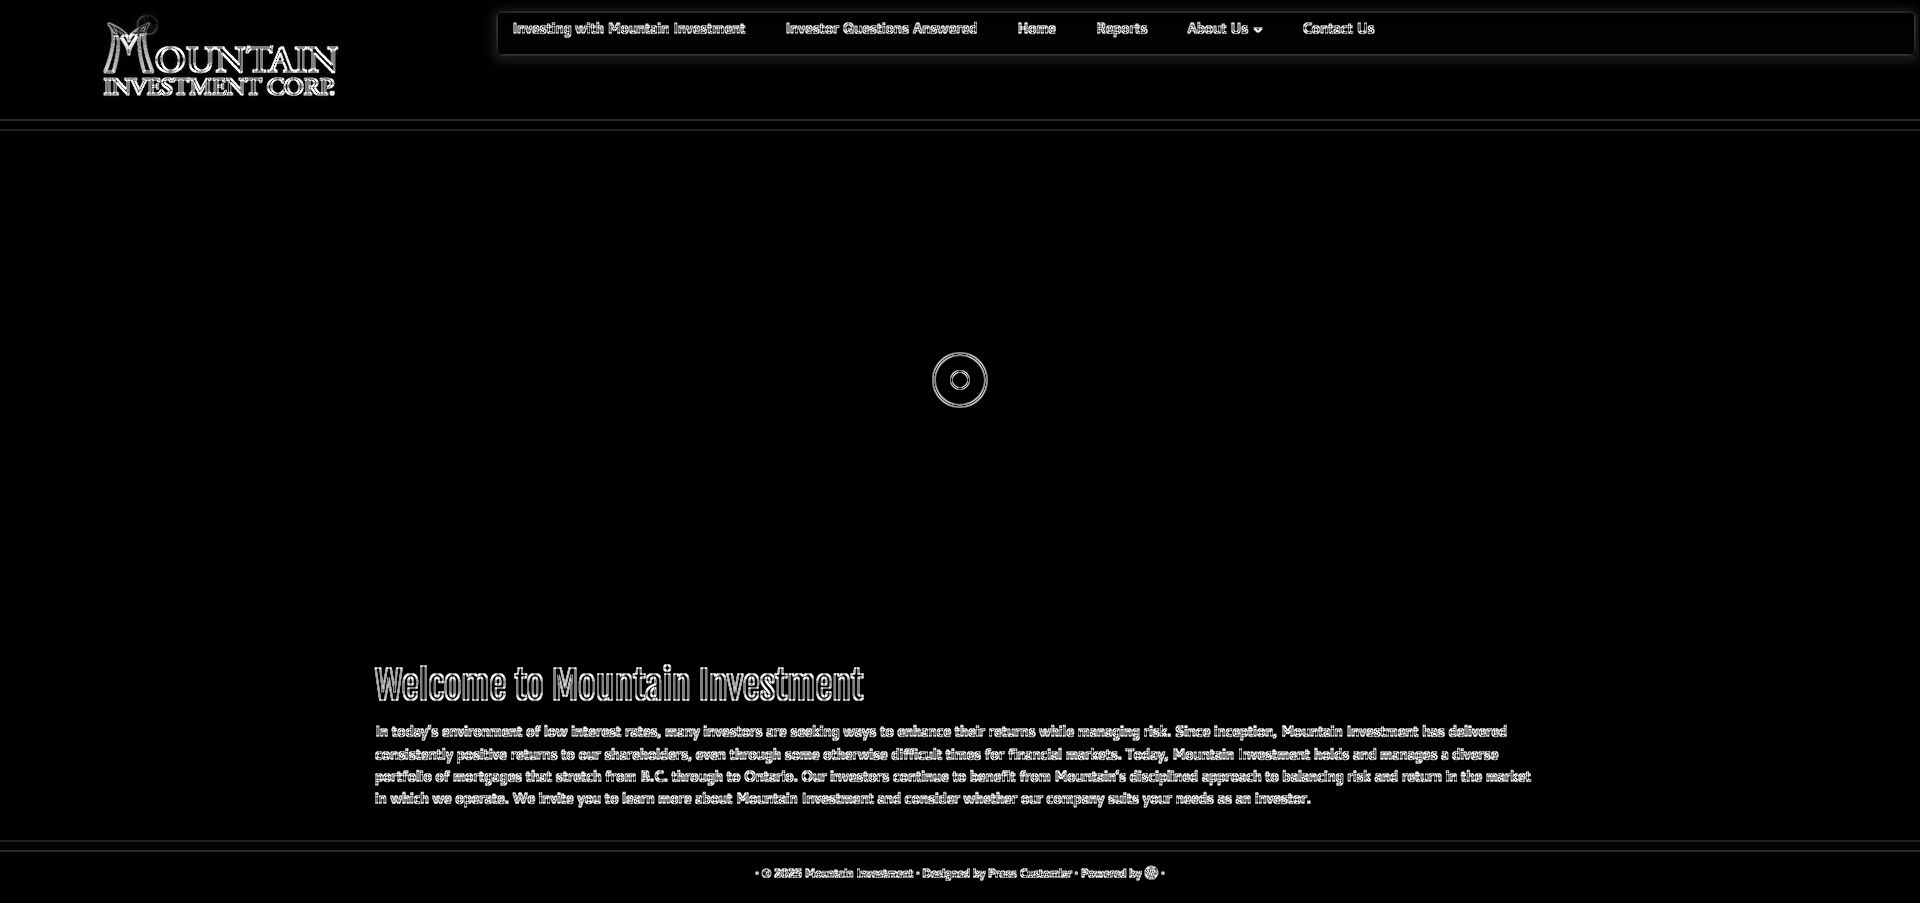 MOUNTAIN
INVESTMENT CORP.
Investing with Mountain Investment Investor Questions Answered Home Reports About Us Contact Us
Welcome to Mountain Investment
In today's environment of low interest rates, many investors are seeking ways to enhance their returns while managing risk. Since inception, Mountain Investment has delivered
consistently positive returns to our shareholders, even through some otherwise difficult times for financial markets. Today, Mountain Investment holds and manages a diverse
portfolio of mortgages that stretch from B.C. through to Ontario. Our investors continue to benefit from Mountain's disciplined approach to balancing risk and return in the market
in which we operate. We invite you to learn more about Mountain Investment and consider whether our company suits your needs as an investor.
· © 2025 Mountain Investment · Designed by Press Customizr · Powered by ·